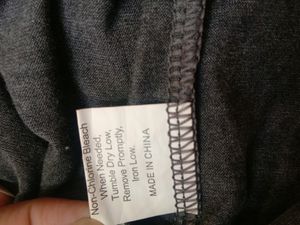 Non-Chlorine Bleach
When Needed,
Tumble Dry Low,
Remove Promptly,
Iron Low.
MADE IN CHINA